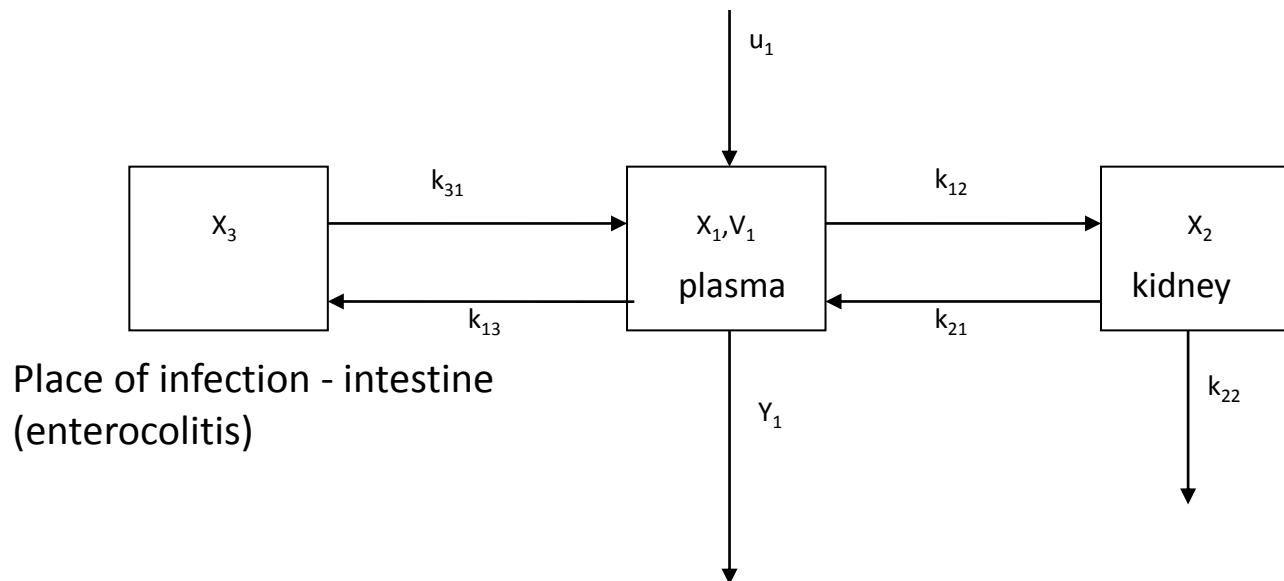 u₁
k₃₁
k₁₂
X₃
X₁,V₁
X₂
plasma
kidney
k₁₃
k₂₁
Place of infection - intestine
(enterocolitis)
Y₁
k₂₂